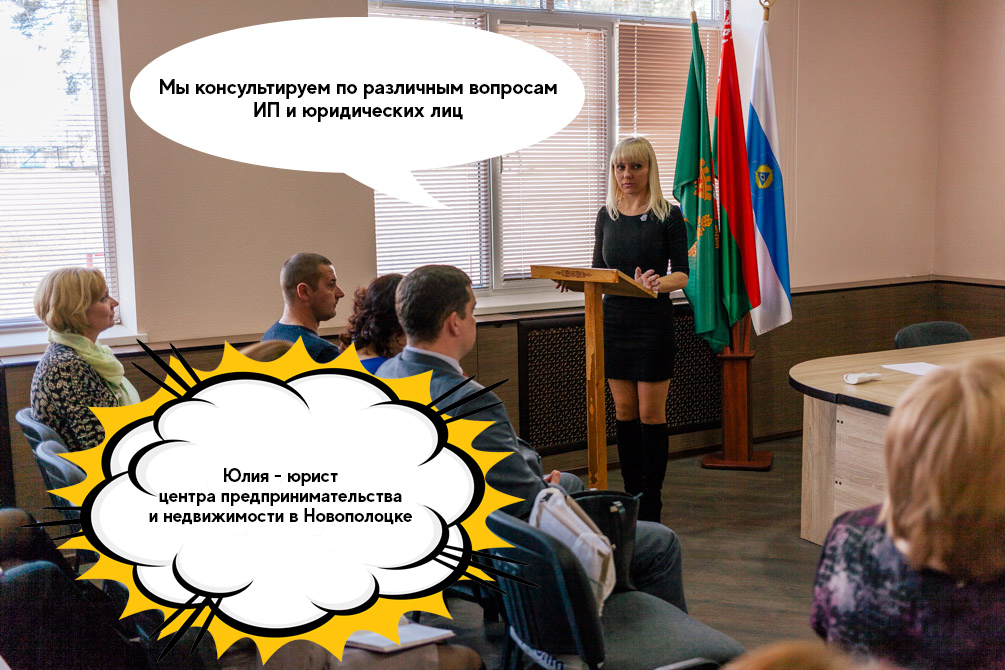 Мы консультируем по различным вопросам
ИП и юридических лиц
Юлия - юрист
центра предпринимательства
и недвижимости в Новополоцке